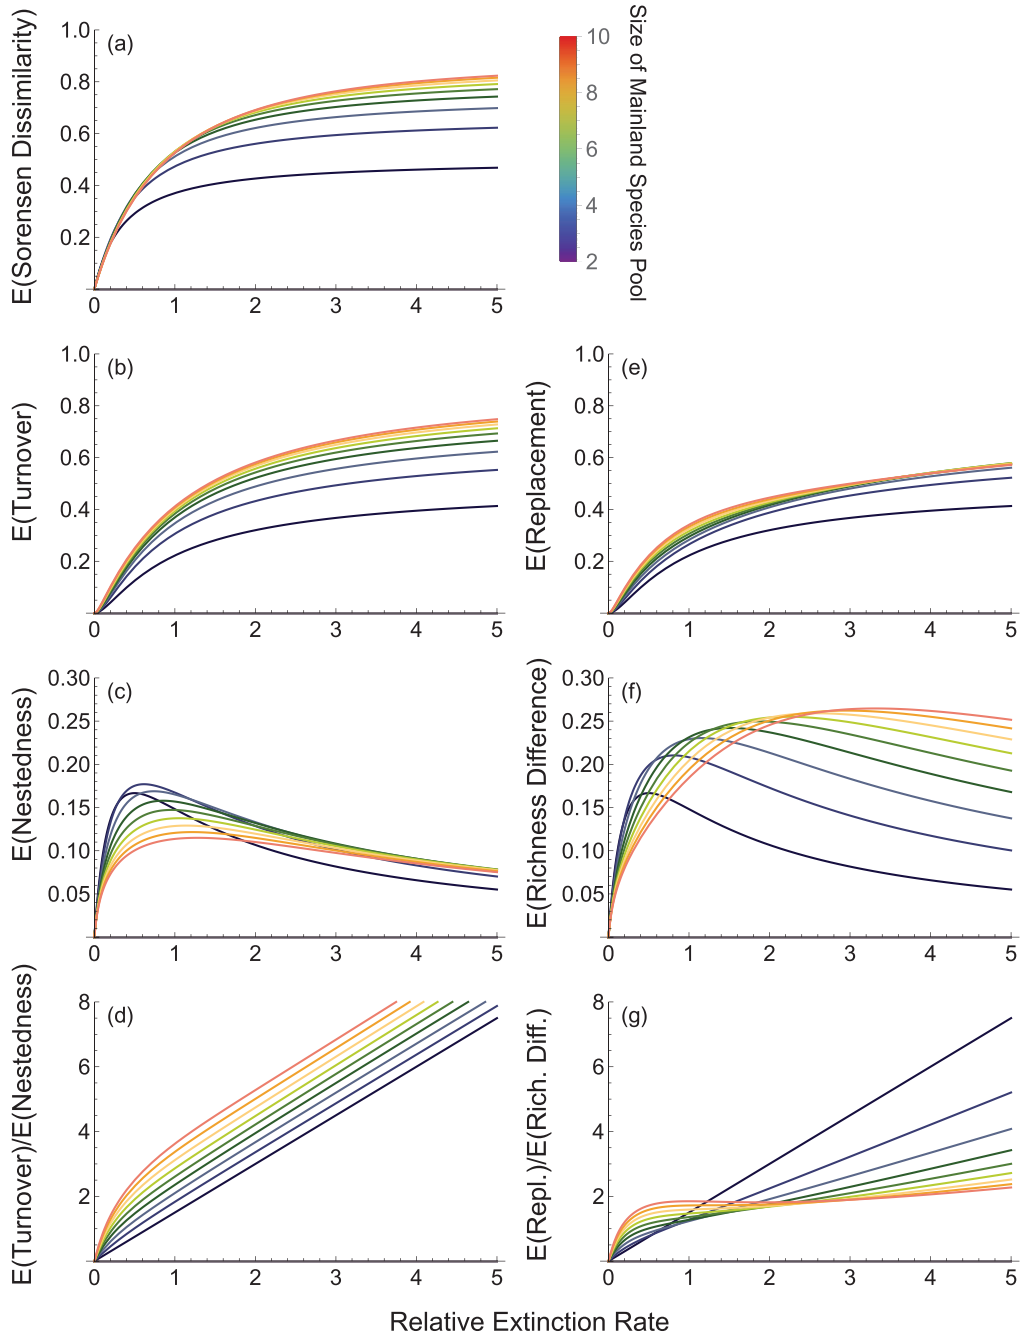 (a)
E(Sorensen Dissimilarity)
1.0
0.8
0.6
0.4
0.2
0 1 2 3 4 5
10
8
6
4
2
Size of Mainland Species Pool
(b)
E(Turnover)
1.0
0.8
0.6
0.4
0.2
0 1 2 3 4 5
(e)
E(Replacement)
1.0
0.8
0.6
0.4
0.2
0 1 2 3 4 5
(c)
E(Nestedness)
0.30
0.25
0.20
0.15
0.10
0.05
0 1 2 3 4 5
(f)
E(Richness Difference)
0.30
0.25
0.20
0.15
0.10
0.05
0 1 2 3 4 5
(d)
E(Turnover)/E(Nestedness)
8
6
4
2
0 1 2 3 4 5
(g)
E(Repl.)/E(Rich. Diff.)
8
6
4
2
0 1 2 3 4 5
Relative Extinction Rate